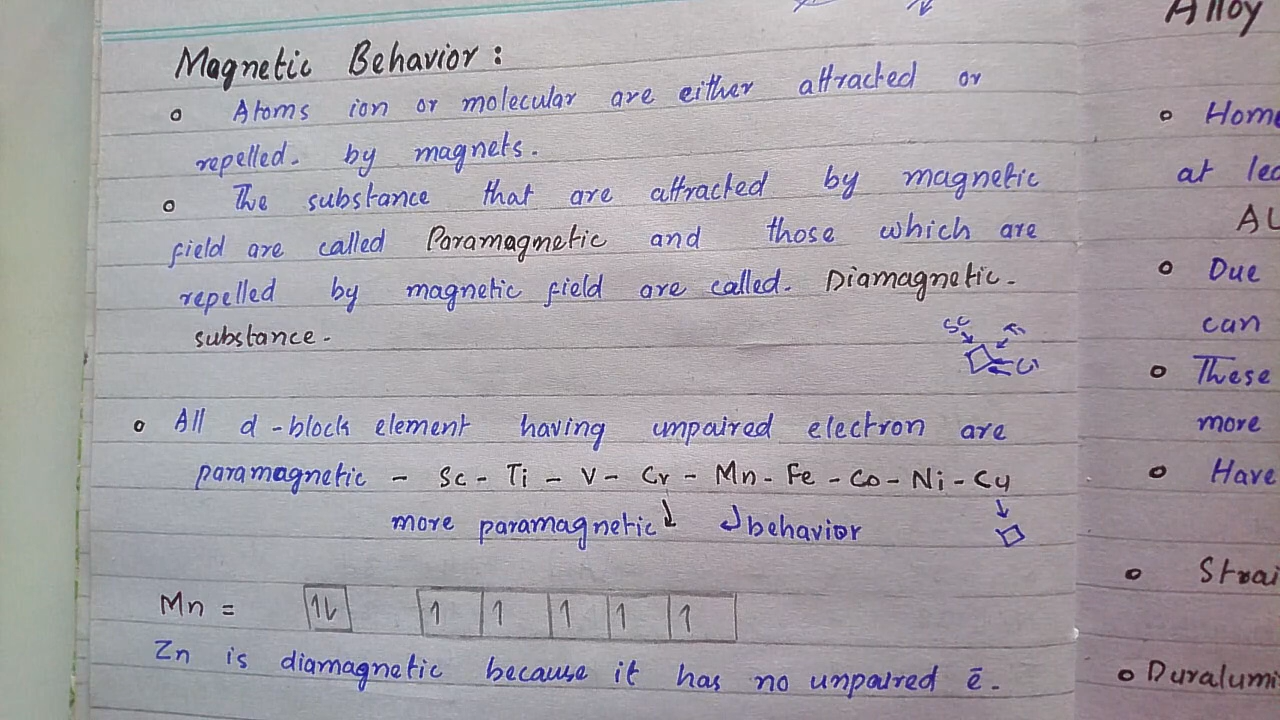 Magnetic Behavior :
Atoms ion or molecular are either attracted or
repelled. by magnets.
The substance that are attracted by magnetic
field are called Paramagnetic and those which are
repelled by magnetic field are called. Diamagnetic.
substance.
Sc
All d-block element having unpaired electron are
paramagnetic - Sc - Ti - V - Cr - Mn - Fe - Co - Ni - Cu
more paramagnetic behavior
Mn = 1L 1 1 1 1 1
Zn is diamagnetic because it has no unpaired ē.
Alloy
Home
at lea
AL
Due
can
These
more
Have
Strai
Duralumi